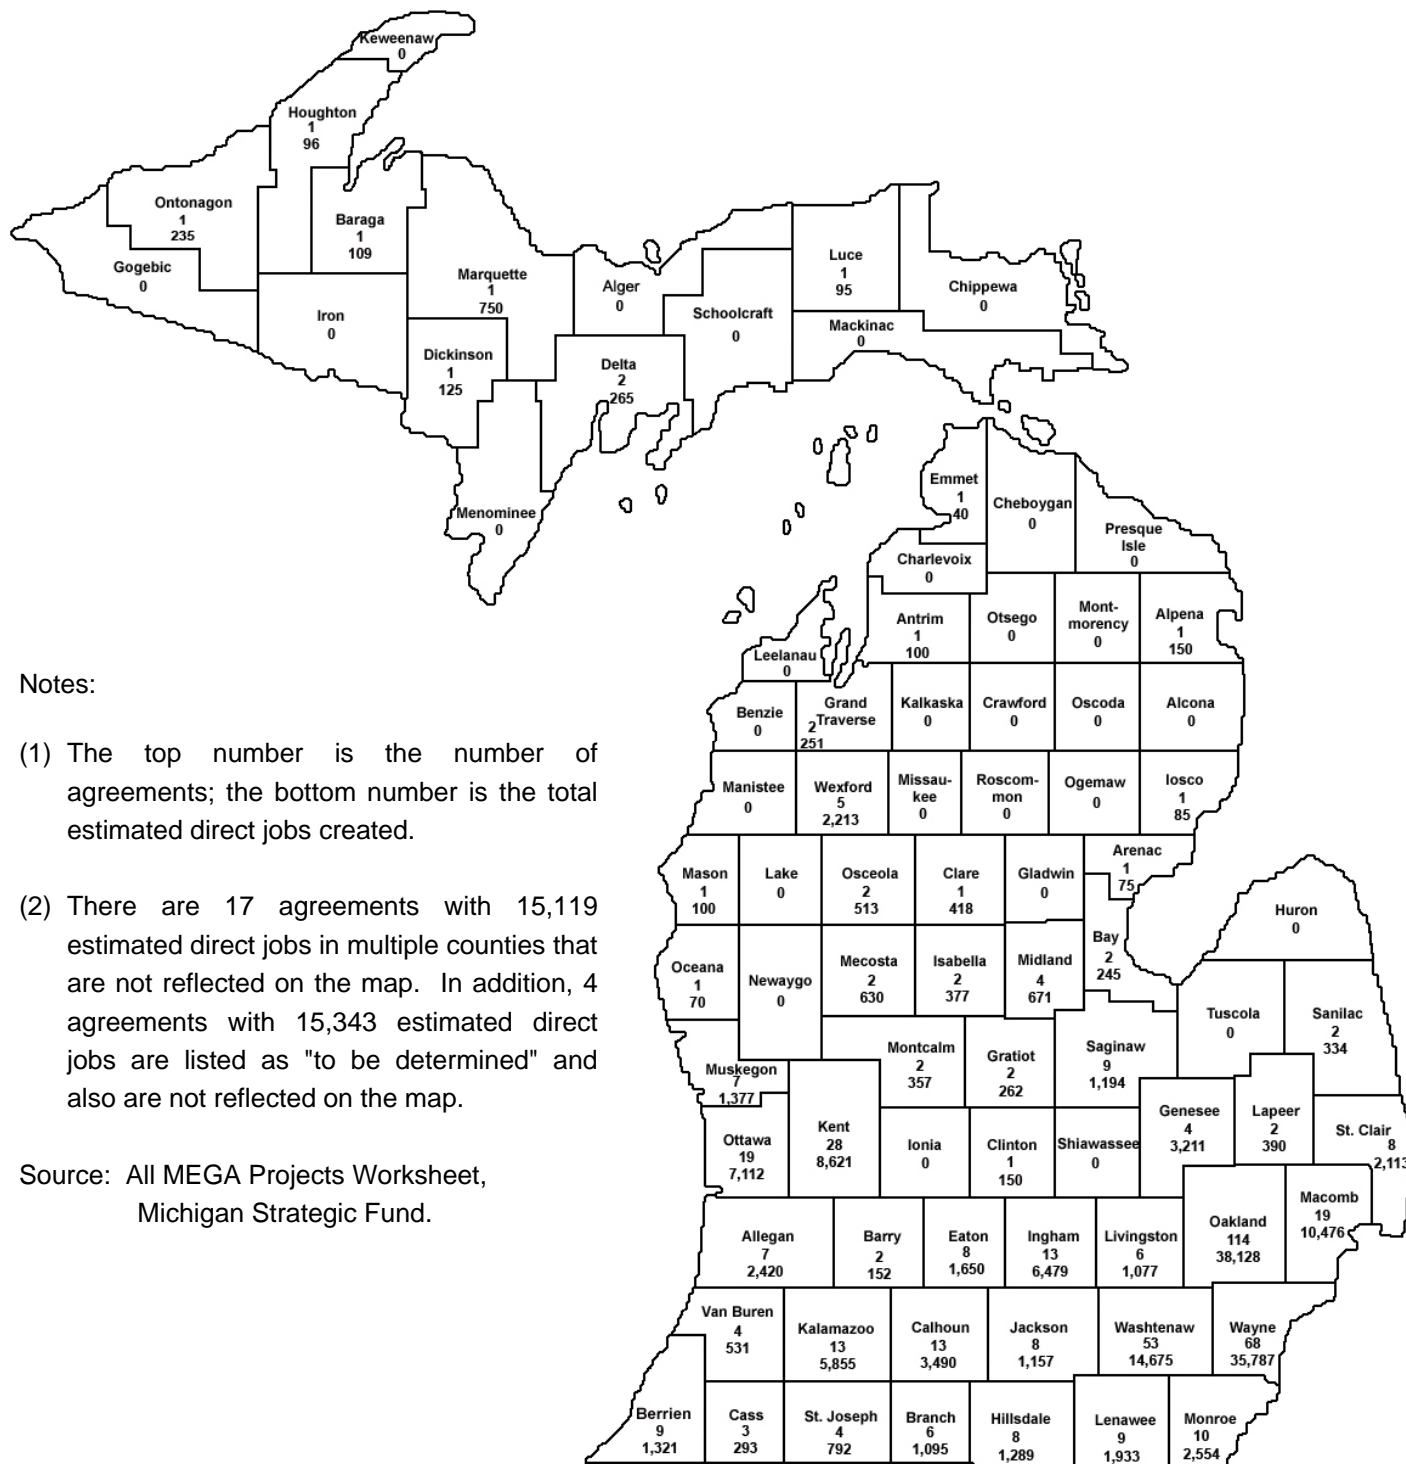 Keweenaw
0
Houghton
1
96
Ontonagon
1
235
Baraga
1
109
Gogebic
0
Iron
0
Marquette
1
750
Dickinson
1
125
Alger
0
Delta
2
265
Schoolcraft
0
Luce
1
95
Chippewa
0
Mackinac
0
Menominee
0
Emmet
1
40
Cheboygan
0
Presque
Isle
0
Charlevoix
0
Antrim
1
100
Otsego
0
Mont-
morency
0
Alpena
1
150
Leelanau
0
Benzie
0
Grand
Traverse
2
251
Kalkaska
0
Crawford
0
Oscoda
0
Alcona
0
Manistee
0
Wexford
5
2,213
Missau-
kee
0
Roscom-
mon
0
Ogemaw
0
Iosco
1
85
Mason
1
100
Lake
0
Osceola
2
513
Clare
1
418
Gladwin
0
Arenac
1
75
Huron
0
Oceana
1
70
Newaygo
0
Mecosta
2
630
Isabella
2
377
Midland
4
671
Bay
2
245
Tuscola
0
Sanilac
2
334
Muskegon
7
1,377
Montcalm
2
357
Gratiot
2
262
Saginaw
9
1,194
Ottawa
19
7,112
Kent
28
8,621
Ionia
0
Clinton
1
150
Shiawassee
0
Genesee
4
3,211
Lapeer
2
390
St. Clair
8
2,113
Allegan
7
2,420
Barry
2
152
Eaton
8
1,650
Ingham
13
6,479
Livingston
6
1,077
Oakland
114
38,128
Macomb
19
10,476
Van Buren
4
531
Kalamazoo
13
5,855
Calhoun
13
3,490
Jackson
8
1,157
Washtenaw
53
14,675
Wayne
68
35,787
Berrien
9
1,321
Cass
3
293
St. Joseph
4
792
Branch
6
1,095
Hillsdale
8
1,289
Lenawee
9
1,933
Monroe
10
2,554
Notes:
(1) The top number is the number of
agreements; the bottom number is the total
estimated direct jobs created.
(2) There are 17 agreements with 15,119
estimated direct jobs in multiple counties that
are not reflected on the map. In addition, 4
agreements with 15,343 estimated direct
jobs are listed as "to be determined" and
also are not reflected on the map.
Source: All MEGA Projects Worksheet,
Michigan Strategic Fund.